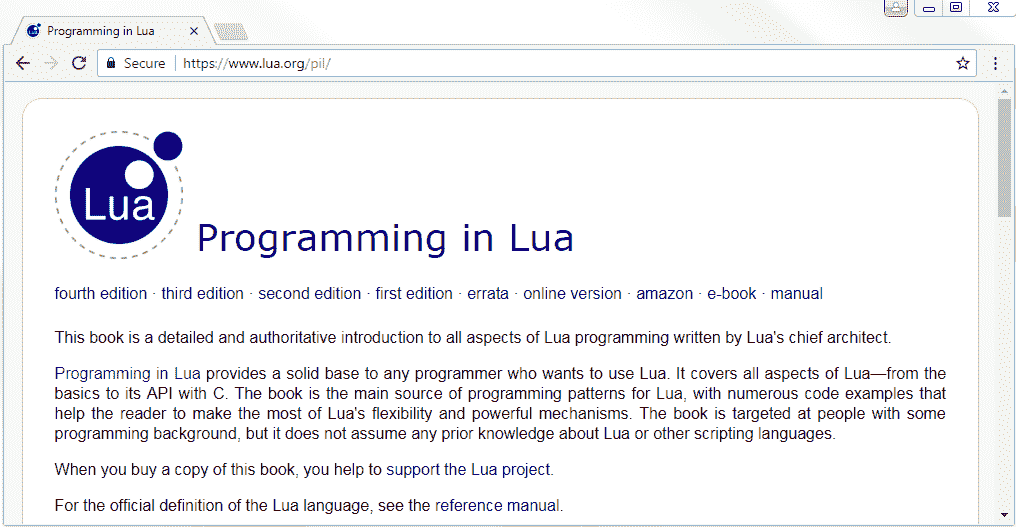 Programming in Lua
Secure https://www.lua.org/pil/
Lua
Programming in Lua
fourth edition · third edition · second edition · first edition · errata · online version · amazon · e-book · manual
This book is a detailed and authoritative introduction to all aspects of Lua programming written by Lua's chief architect.
Programming in Lua provides a solid base to any programmer who wants to use Lua. It covers all aspects of Lua—from the
basics to its API with C. The book is the main source of programming patterns for Lua, with numerous code examples that
help the reader to make the most of Lua's flexibility and powerful mechanisms. The book is targeted at people with some
programming background, but it does not assume any prior knowledge about Lua or other scripting languages.
When you buy a copy of this book, you help to support the Lua project.
For the official definition of the Lua language, see the reference manual.